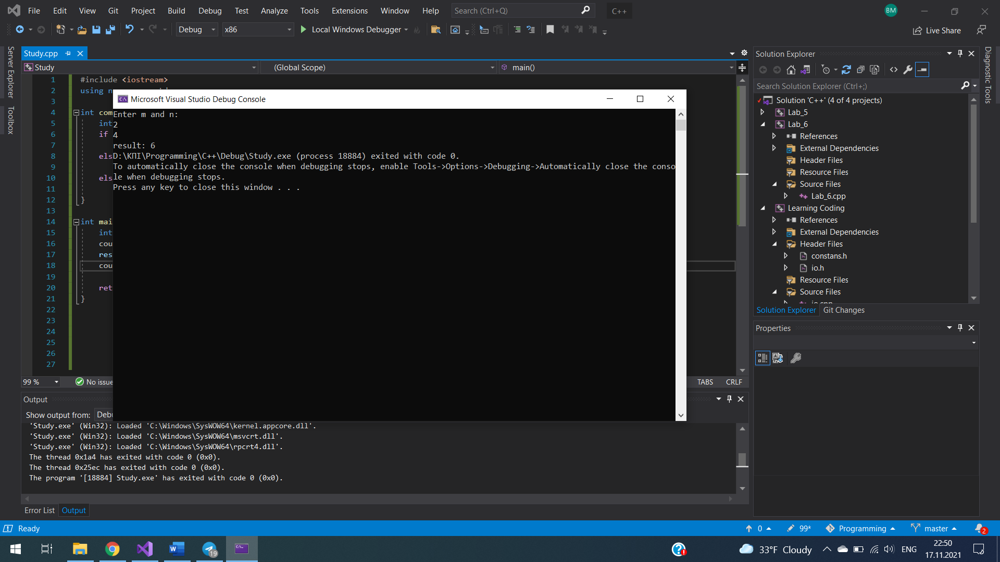 File Edit View Git Project Build Debug Test Analyze Tools Extensions Window Help Search (Ctrl+Q) C++ BM
Debug x86 Local Windows Debugger Live Share
Server Explorer
Toolbox
Study.cpp
Study (Global Scope) main()
1 #include <iostream>
2 using n
3
4 int com
5 int
6 if
7
8 els
9
10 els
11
12 }
13
14 int mai
15 int
16 cou
17 res
18 cou
19
20 ret
21 }
22
23
24
25
26
27
Microsoft Visual Studio Debug Console
Enter m and n:
2
4
result: 6
D:\КПІ\Programming\C++\Debug\Study.exe (process 18884) exited with code 0.
To automatically close the console when debugging stops, enable Tools->Options->Debugging->Automatically close the conso
le when debugging stops.
Press any key to close this window . . .
99 % No issue TABS CRLF
Output
Show output from: Debu
'Study.exe' (Win32): Loaded 'C:\Windows\SysWOW64\kernel.appcore.dll'.
'Study.exe' (Win32): Loaded 'C:\Windows\SysWOW64\msvcrt.dll'.
'Study.exe' (Win32): Loaded 'C:\Windows\SysWOW64\rpcrt4.dll'.
The thread 0x1a4 has exited with code 0 (0x0).
The thread 0x25ec has exited with code 0 (0x0).
The program '[18884] Study.exe' has exited with code 0 (0x0).
Error List Output
Solution Explorer
Search Solution Explorer (Ctrl+;)
Solution 'C++' (4 of 4 projects)
Lab_5
Lab_6
References
External Dependencies
Header Files
Resource Files
Source Files
Lab_6.cpp
Learning Coding
References
External Dependencies
Header Files
constans.h
io.h
Resource Files
Source Files
io.cpp
Solution Explorer Git Changes
Properties
Diagnostic Tools
Ready 0 99* Programming master 2
19 33°F Cloudy ENG 22:50
17.11.2021